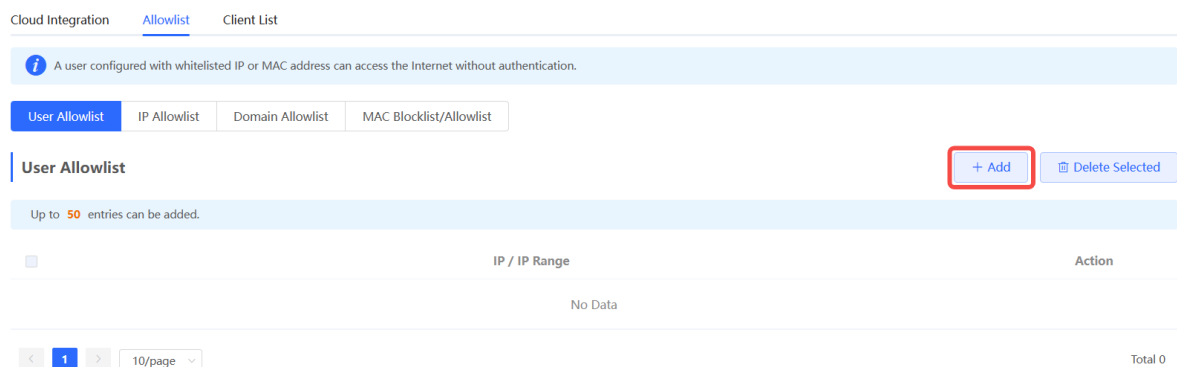 Cloud Integration Allowlist Client List
i A user configured with whitelisted IP or MAC address can access the Internet without authentication.
User Allowlist IP Allowlist Domain Allowlist MAC Blocklist/Allowlist
User Allowlist + Add Delete Selected
Up to 50 entries can be added.
IP / IP Range Action
No Data
< 1 > 10/page Total 0